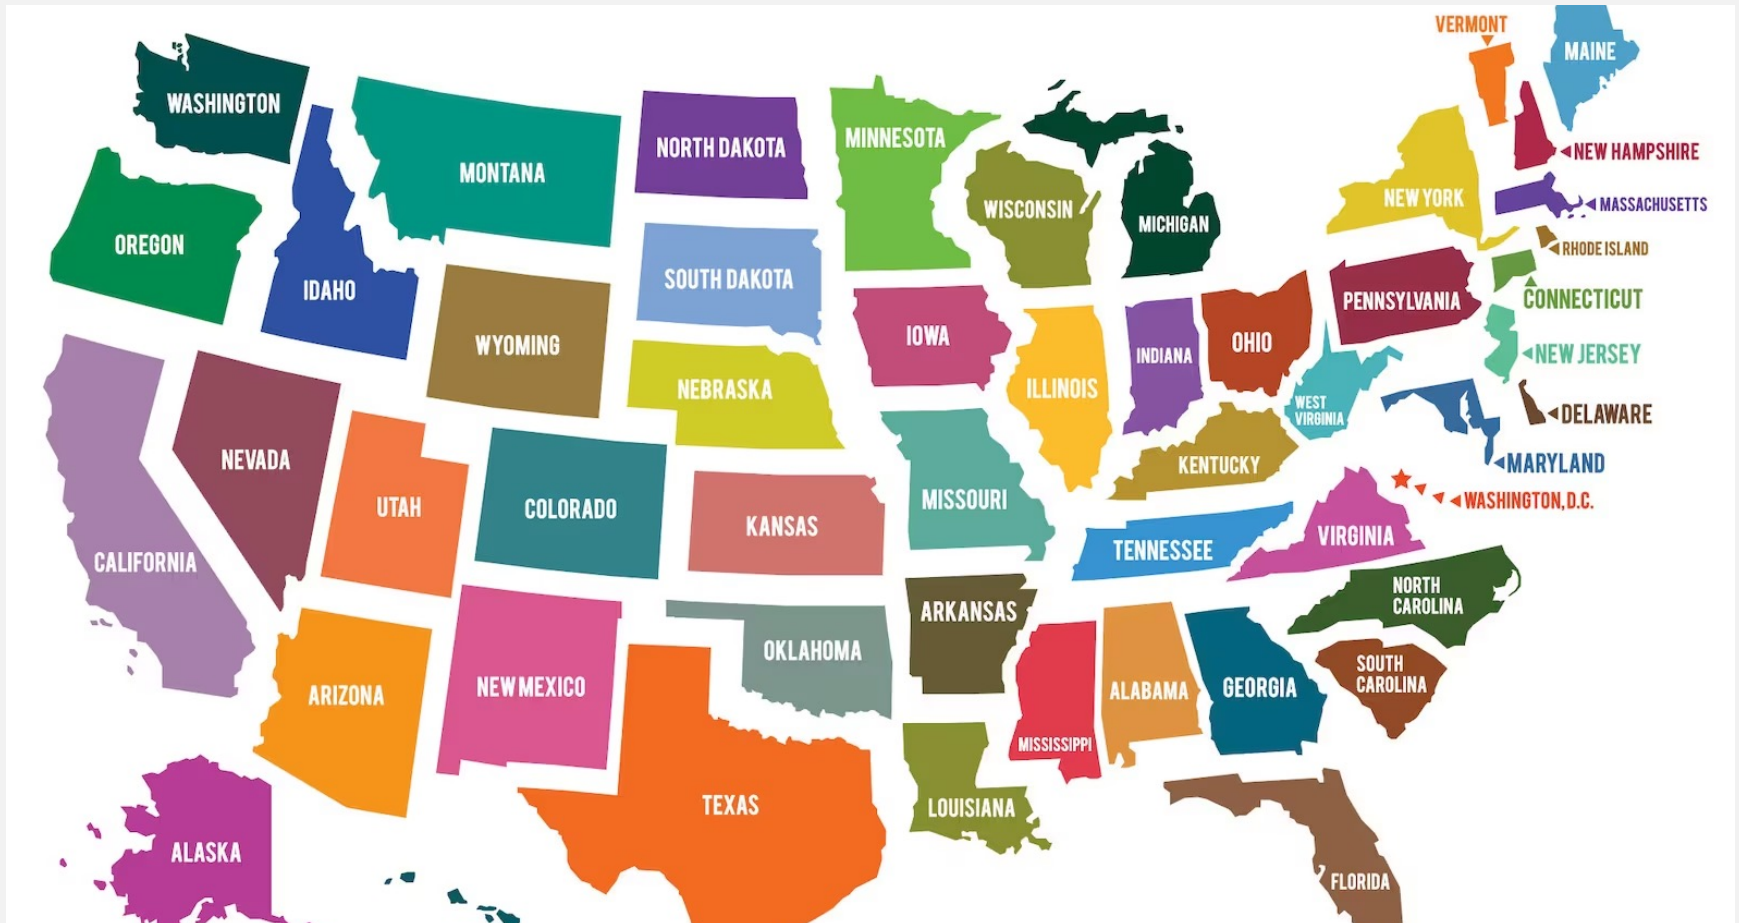 VERMONT
MAINE
WASHINGTON
MONTANA
NORTH DAKOTA
MINNESOTA
NEW HAMPSHIRE
OREGON
IDAHO
WISCONSIN
MICHIGAN
NEW YORK
MASSACHUSETTS
RHODE ISLAND
SOUTH DAKOTA
WYOMING
IOWA
ILLINOIS
INDIANA
OHIO
PENNSYLVANIA
CONNECTICUT
NEW JERSEY
NEBRASKA
WEST
VIRGINIA
DELAWARE
NEVADA
UTAH
COLORADO
KANSAS
MISSOURI
KENTUCKY
MARYLAND
WASHINGTON, D.C.
CALIFORNIA
TENNESSEE
VIRGINIA
NORTH
CAROLINA
ARIZONA
NEW MEXICO
OKLAHOMA
ARKANSAS
MISSISSIPPI
ALABAMA
GEORGIA
SOUTH
CAROLINA
TEXAS
LOUISIANA
ALASKA
FLORIDA